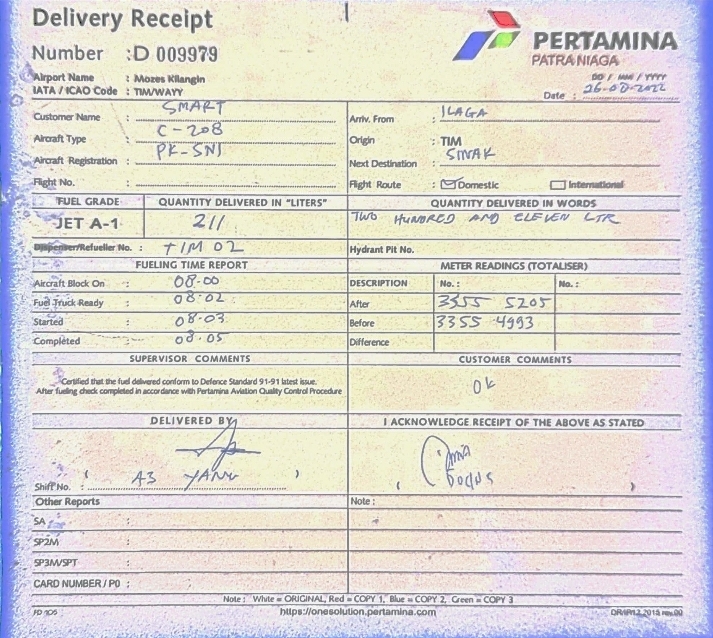 Delivery Receipt
Number :D 009979
PERTAMINA
PATRA NIAGA
Airport Name : Mozes Kilangin
IATA / ICAO Code : TIM/WAYY
DD / MM / YYYY
Date :
Customer Name : SMART
Aircraft Type : C-208
Aircraft Registration : PK-SNI
Flight No. :
Arriv. From : ILAGA
Origin : TIM
Next Destination : SINAK
Flight Route : Domestic International
FUEL GRADE QUANTITY DELIVERED IN "LITERS" QUANTITY DELIVERED IN WORDS
JET A-1 211 TWO HUNDRED AND ELEVEN LTR
Dispenser/Refueller No. : TIM 02 Hydrant Pit No.
FUELING TIME REPORT METER READINGS (TOTALISER)
Aircraft Block On : 08.00 DESCRIPTION No. : No. :
Fuel Truck Ready : 08.02 After 3355 5205
Started : 08.03 Before 3355 4993
Completed : 08.05 Difference
SUPERVISOR COMMENTS CUSTOMER COMMENTS
Certified that the fuel delivered conform to Defence Standard 91-91 latest issue.
After fueling check completed in accordance with Pertamina Aviation Quality Control Procedure
Ok
DELIVERED BY I ACKNOWLEDGE RECEIPT OF THE ABOVE AS STATED
Shift No. : ( A3 YANG )
Other Reports Note :
SA :
SP2M :
SP3M/SPT :
CARD NUMBER / PO :
Note : White = ORIGINAL, Red = COPY 1, Blue = COPY 2, Green = COPY 3
https://onesolution.pertamina.com